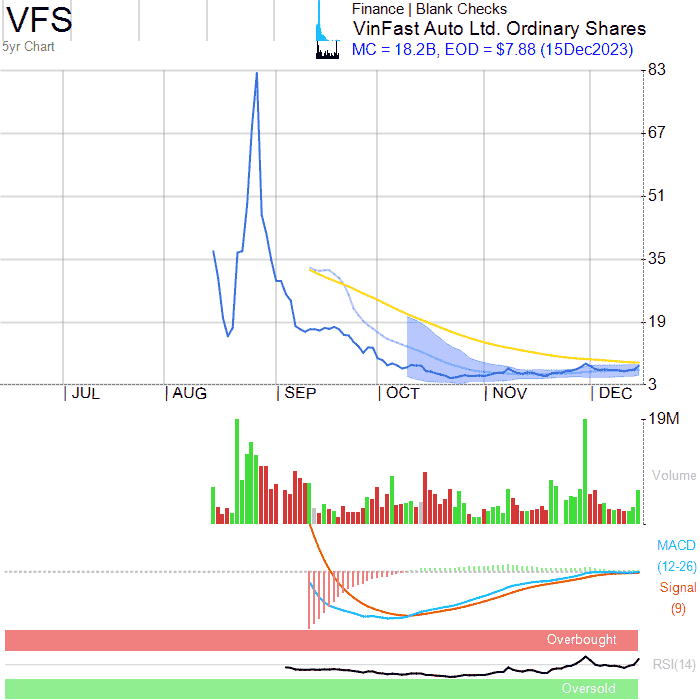 VFS
5yr Chart
Finance | Blank Checks
VinFast Auto Ltd. Ordinary Shares
MC = 18.2B, EOD = $7.88 (15Dec2023)
83
67
51
35
19
3
JUL
AUG
SEP
OCT
NOV
DEC
19M
Volume
MACD
(12-26)
Signal
(9)
Overbought
RSI(14)
Oversold